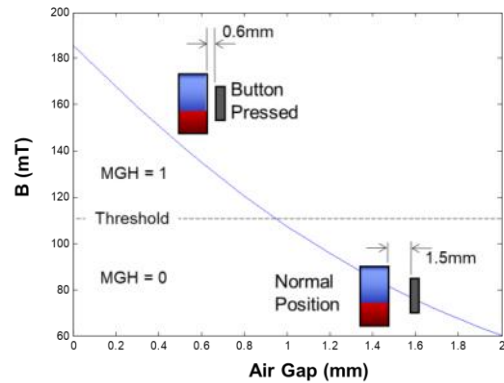 200
180
160
140
120
100
80
60
B (mT)
0.6mm
Button
Pressed
MGH = 1
Threshold
MGH = 0
1.5mm
Normal
Position
0 0.2 0.4 0.6 0.8 1 1.2 1.4 1.6 1.8 2
Air Gap (mm)